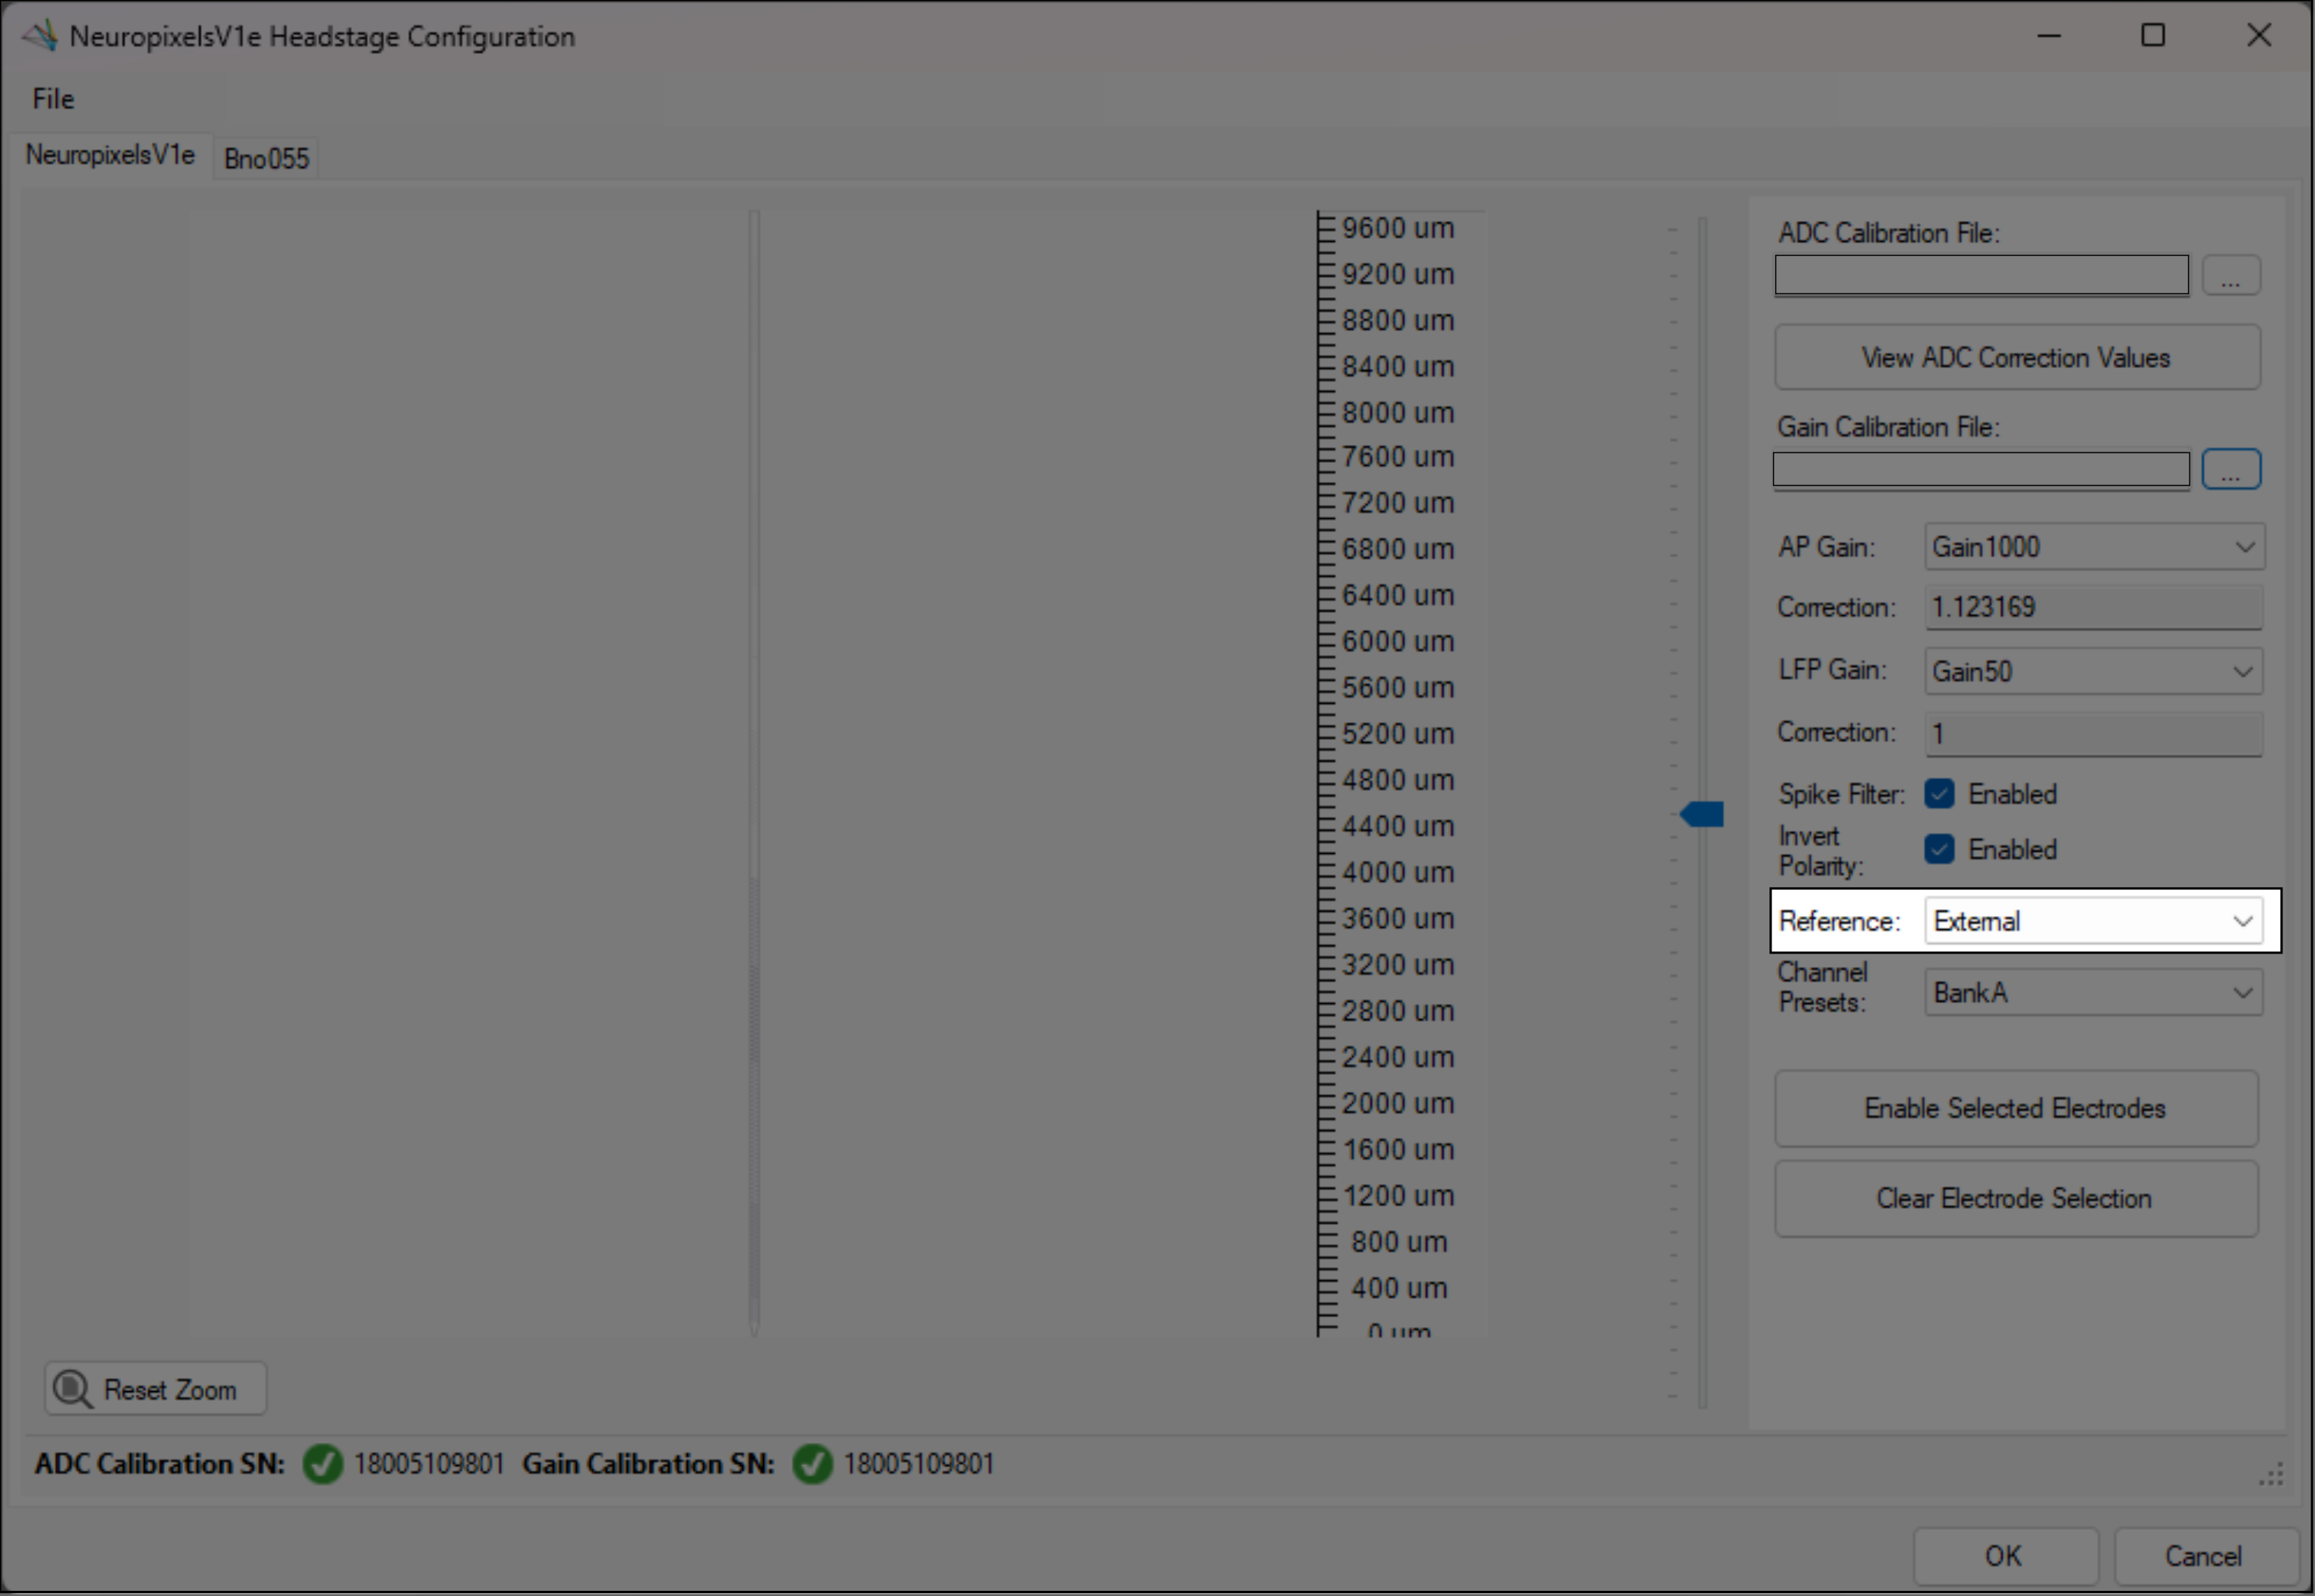 NeuropixelsV1e Headstage Configuration
File
NeuropixelsV1e
Bno055
9600 um
9200 um
8800 um
8400 um
8000 um
7600 um
7200 um
6800 um
6400 um
6000 um
5600 um
5200 um
4800 um
4400 um
4000 um
3600 um
3200 um
2800 um
2400 um
2000 um
1600 um
1200 um
800 um
400 um
0 um
ADC Calibration File:
...
View ADC Correction Values
Gain Calibration File:
...
AP Gain: Gain1000
Correction: 1.123169
LFP Gain: Gain50
Correction: 1
Spike Filter: Enabled
Invert
Polarity: Enabled
Reference: External
Channel
Presets: BankA
Enable Selected Electrodes
Clear Electrode Selection
Reset Zoom
ADC Calibration SN: 18005109801 Gain Calibration SN: 18005109801
OK
Cancel